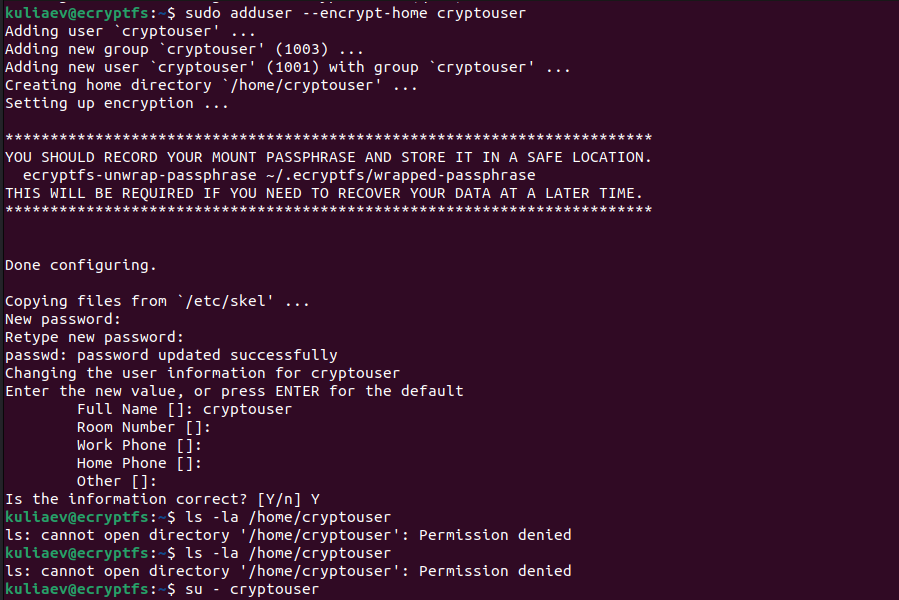 kuliaev@ecryptfs:~$ sudo adduser --encrypt-home cryptouser
Adding user `cryptouser' ...
Adding new group `cryptouser' (1003) ...
Adding new user `cryptouser' (1001) with group `cryptouser' ...
Creating home directory `/home/cryptouser' ...
Setting up encryption ...
************************************************************************
YOU SHOULD RECORD YOUR MOUNT PASSPHRASE AND STORE IT IN A SAFE LOCATION.
  ecryptfs-unwrap-passphrase ~/.ecryptfs/wrapped-passphrase
THIS WILL BE REQUIRED IF YOU NEED TO RECOVER YOUR DATA AT A LATER TIME.
************************************************************************
Done configuring.
Copying files from `/etc/skel' ...
New password:
Retype new password:
passwd: password updated successfully
Changing the user information for cryptouser
Enter the new value, or press ENTER for the default
        Full Name []: cryptouser
        Room Number []:
        Work Phone []:
        Home Phone []:
        Other []:
Is the information correct? [Y/n] Y
kuliaev@ecryptfs:~$ ls -la /home/cryptouser
ls: cannot open directory '/home/cryptouser': Permission denied
kuliaev@ecryptfs:~$ ls -la /home/cryptouser
ls: cannot open directory '/home/cryptouser': Permission denied
kuliaev@ecryptfs:~$ su - cryptouser